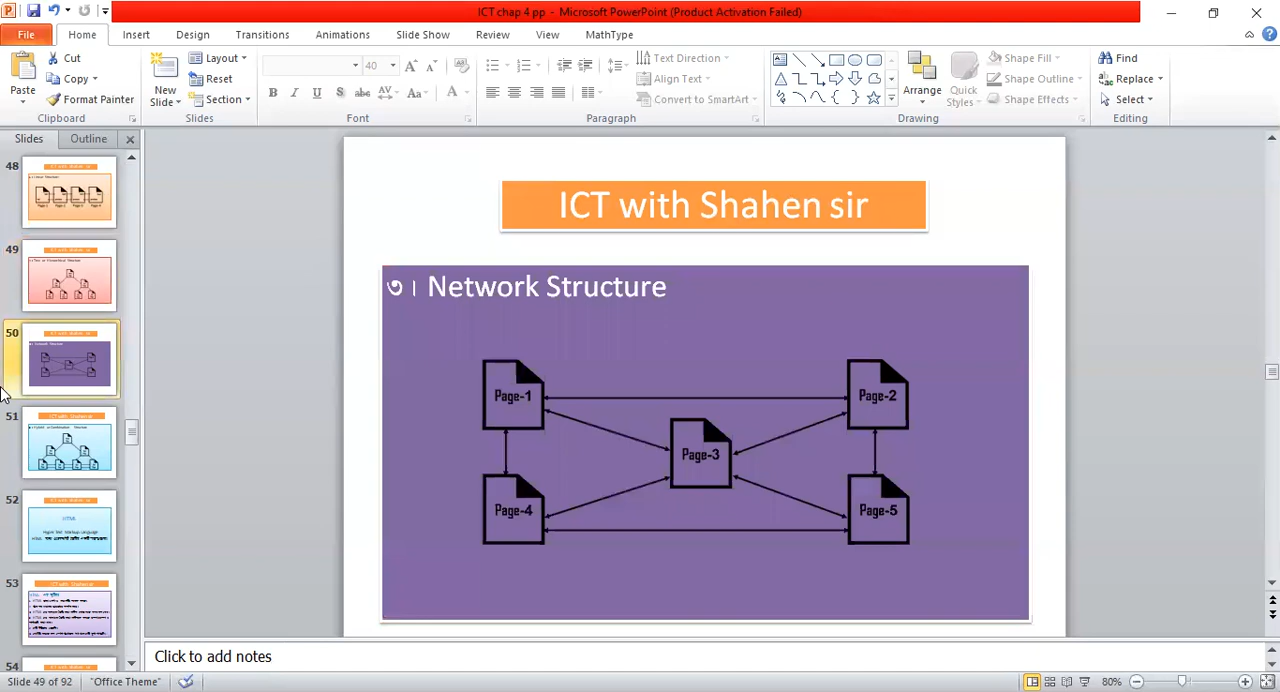 ICT chap 4 pp - Microsoft PowerPoint (Product Activation Failed)
File Home Insert Design Transitions Animations Slide Show Review View MathType
Paste Cut Copy Format Painter
Clipboard
New Slide Layout Reset Section
Slides
40
Font
Text Direction Align Text Convert to SmartArt
Paragraph
Arrange Quick Styles Shape Fill Shape Outline Shape Effects
Drawing
Find Replace Select
Editing
Slides Outline
48
49
50
51
52
HTML
53
54
ICT with Shahen sir
৩। Network Structure
Page-1
Page-2
Page-3
Page-4
Page-5
Click to add notes
Slide 49 of 92 "Office Theme" 80%